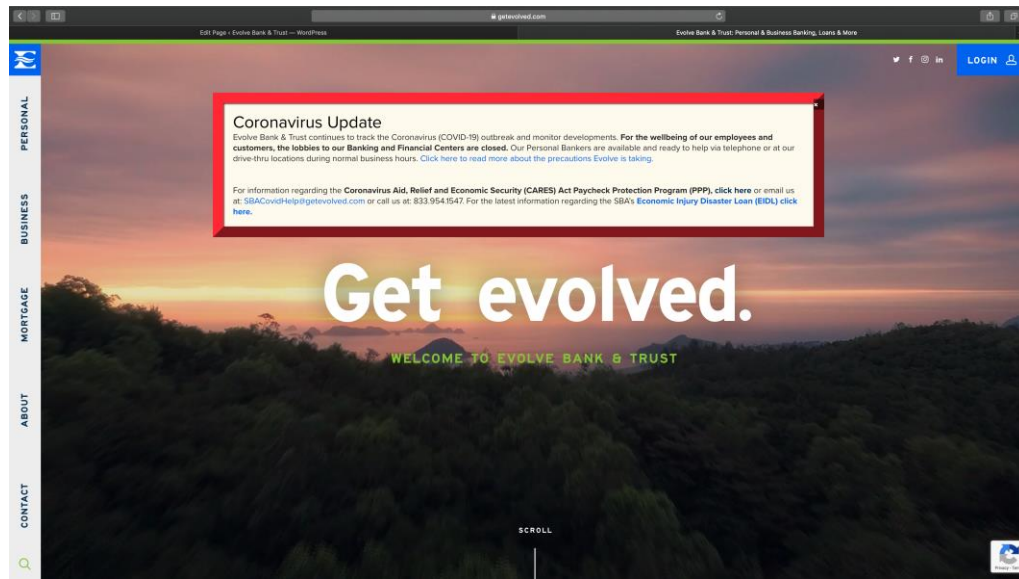 getevolved.com
Edit Page ‹ Evolve Bank & Trust — WordPress
Evolve Bank & Trust: Personal & Business Banking, Loans & More
LOGIN
PERSONAL
BUSINESS
MORTGAGE
ABOUT
CONTACT
Coronavirus Update
Evolve Bank & Trust continues to track the Coronavirus (COVID-19) outbreak and monitor developments. For the wellbeing of our employees and
customers, the lobbies to our Banking and Financial Centers are closed. Our Personal Bankers are available and ready to help via telephone or at our
drive-thru locations during normal business hours. Click here to read more about the precautions Evolve is taking.
For information regarding the Coronavirus Aid, Relief and Economic Security (CARES) Act Paycheck Protection Program (PPP), click here or email us
at: SBACovidHelp@getevolved.com or call us at: 833.954.1547. For the latest information regarding the SBA's Economic Injury Disaster Loan (EIDL) click
here.
Get evolved.
WELCOME TO EVOLVE BANK & TRUST
SCROLL